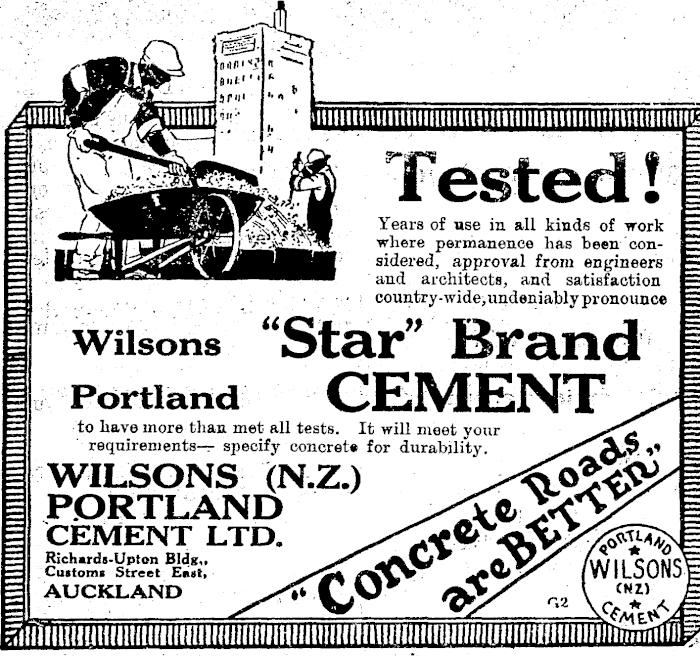 Tested!
Years of use in all kinds of work
where permanence has been con-
sidered, approval from engineers
and architects, and satisfaction
country-wide, undeniably pronounce
Wilsons "Star" Brand
Portland CEMENT
to have more than met all tests. It will meet your
requirements— specify concrete for durability.
WILSONS (N.Z.)
PORTLAND
CEMENT LTD.
Richards-Upton Bldg.,
Customs Street East,
AUCKLAND
"Concrete Roads
are BETTER"
G2
PORTLAND
WILSONS
(NZ)
CEMENT